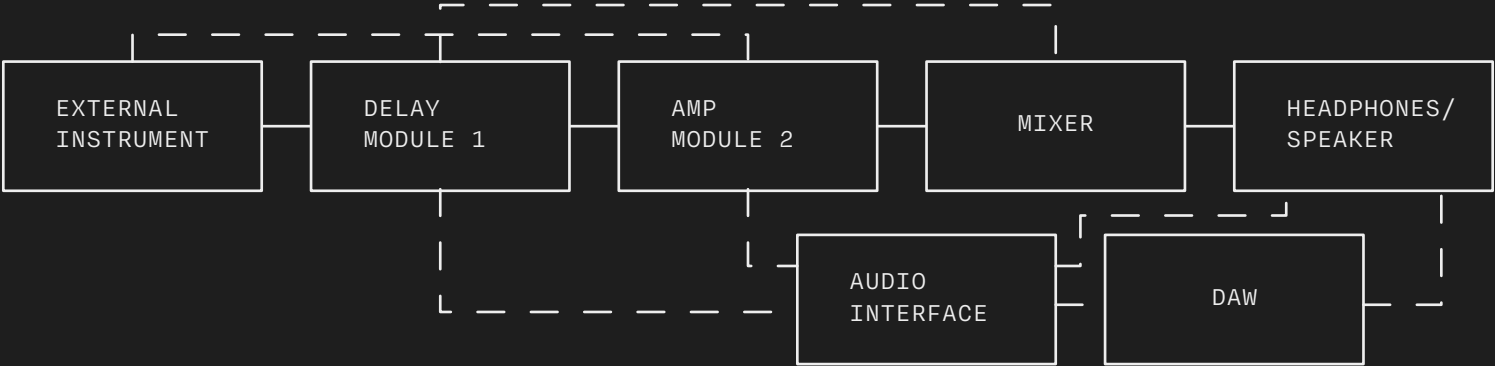 EXTERNAL
INSTRUMENT
DELAY
MODULE 1
AMP
MODULE 2
MIXER
HEADPHONES/
SPEAKER
AUDIO
INTERFACE
DAW